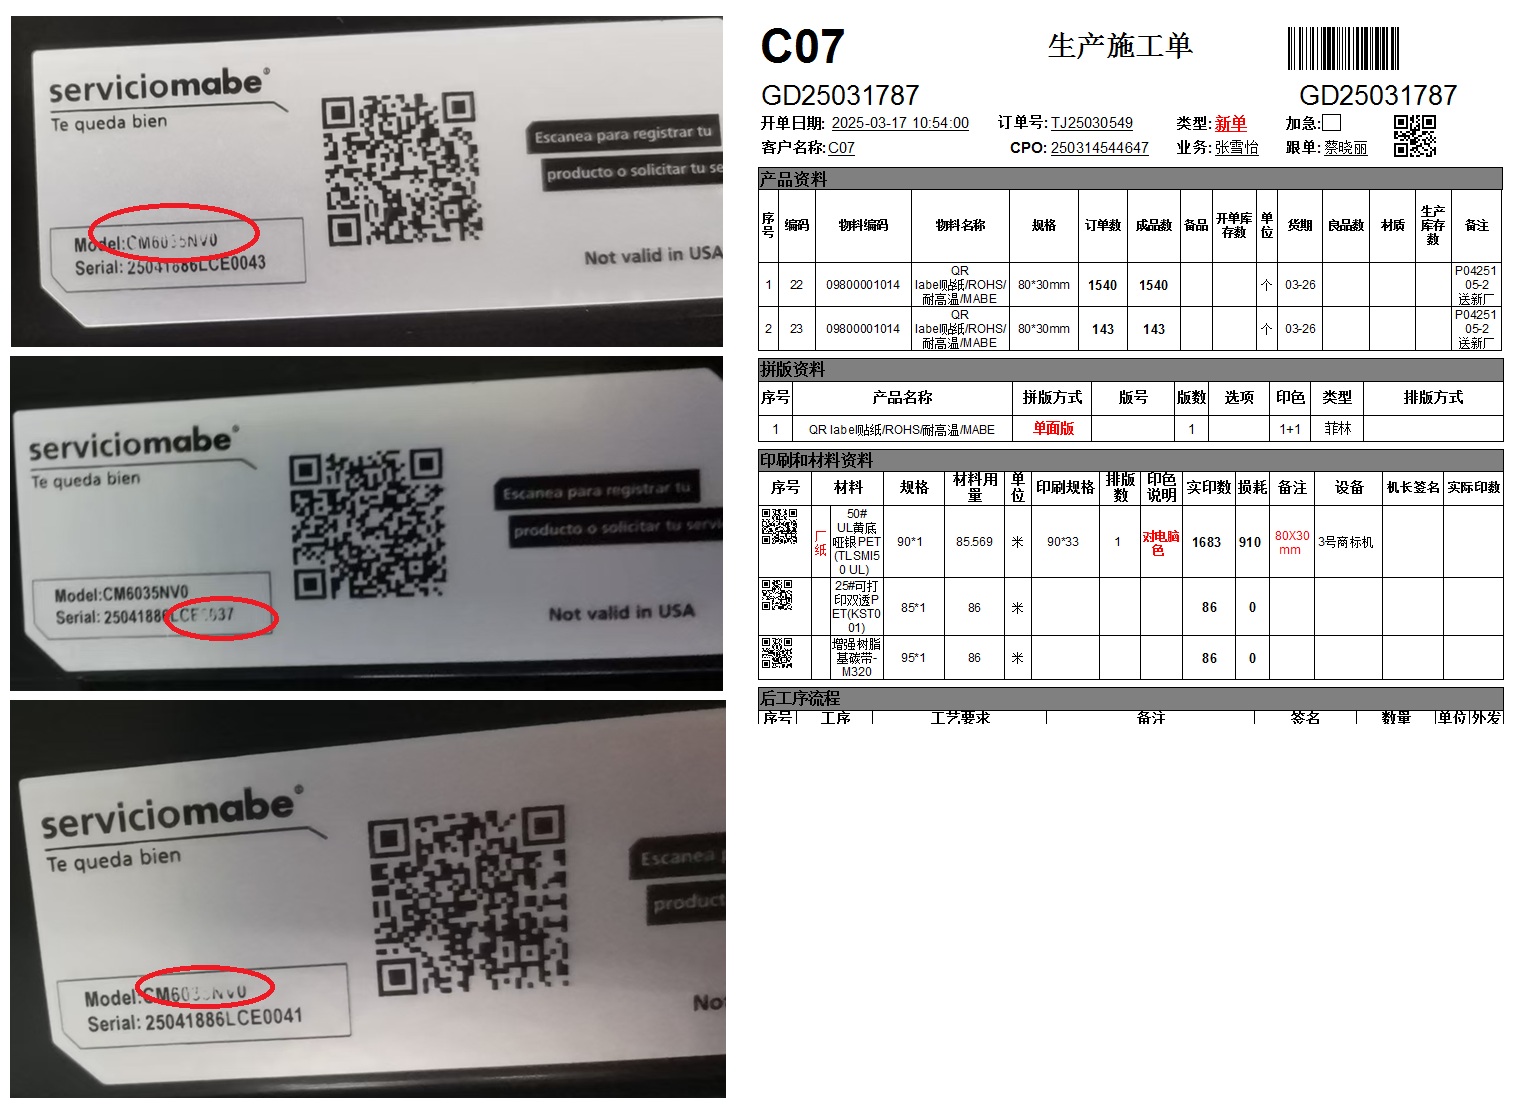 serviciomabe®
Te queda bien
Escanea para registrar tu
producto o solicitar tu se
Model:CM6035NV0
Serial: 25041886LCE0043
Not valid in USA
serviciomabe®
Te queda bien
Escanea para registrar tu
producto o solicitar tu servi
Model:CM6035NV0
Serial: 25041886LCE0037
Not valid in USA
serviciomabe®
Te queda bien
Escanea
product
Model:CM6035NV0
Serial: 25041886LCE0041
No
C07
生产施工单
GD25031787
GD25031787
开单日期: 2025-03-17 10:54:00 订单号:TJ25030549 类型:新单 加急:
客户名称:C07 CPO: 250314544647 业务:张雪怡 跟单:蔡晓丽
产品资料
序号 编码 物料编码 物料名称 规格 订单数 成品数 备品 开单库存数 单位 货期 良品数 材质 生产库存数 备注
1 22 09800001014 QR label贴纸/ROHS/耐高温/MABE 80*30mm 1540 1540 个 03-26 P0425105-2送新厂
2 23 09800001014 QR label贴纸/ROHS/耐高温/MABE 80*30mm 143 143 个 03-26 P0425105-2送新厂
拼版资料
序号 产品名称 拼版方式 版号 版数 选项 印色 类型 排版方式
1 QR label贴纸/ROHS/耐高温/MABE 单面版 1 1+1 菲林
印刷和材料资料
序号 材料 规格 材料用量 单位 印刷规格 排版数 印色说明 实印数 损耗 备注 设备 机长签名 实际印数
厂纸 50#UL黄底哑银PET(TLSMI50 UL) 90*1 85.569 米 90*33 1 对电脑色 1683 910 80X30mm 3号商标机
25#可打印双透PET(KST001) 85*1 86 米 86 0
增强树脂基碳带-M320 95*1 86 米 86 0
后工序流程
序号 工序 工艺要求 备注 签名 数量 单位 外发